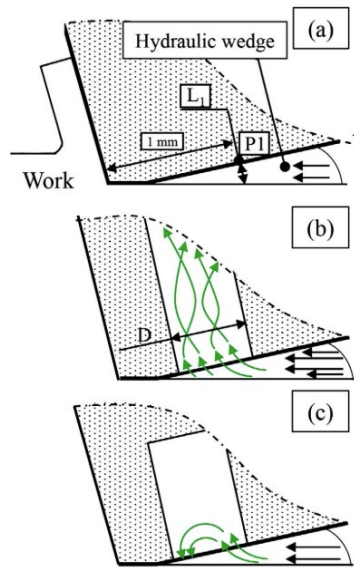 (a)
Hydraulic wedge
L1
1 mm
P1
Work
(b)
D
(c)